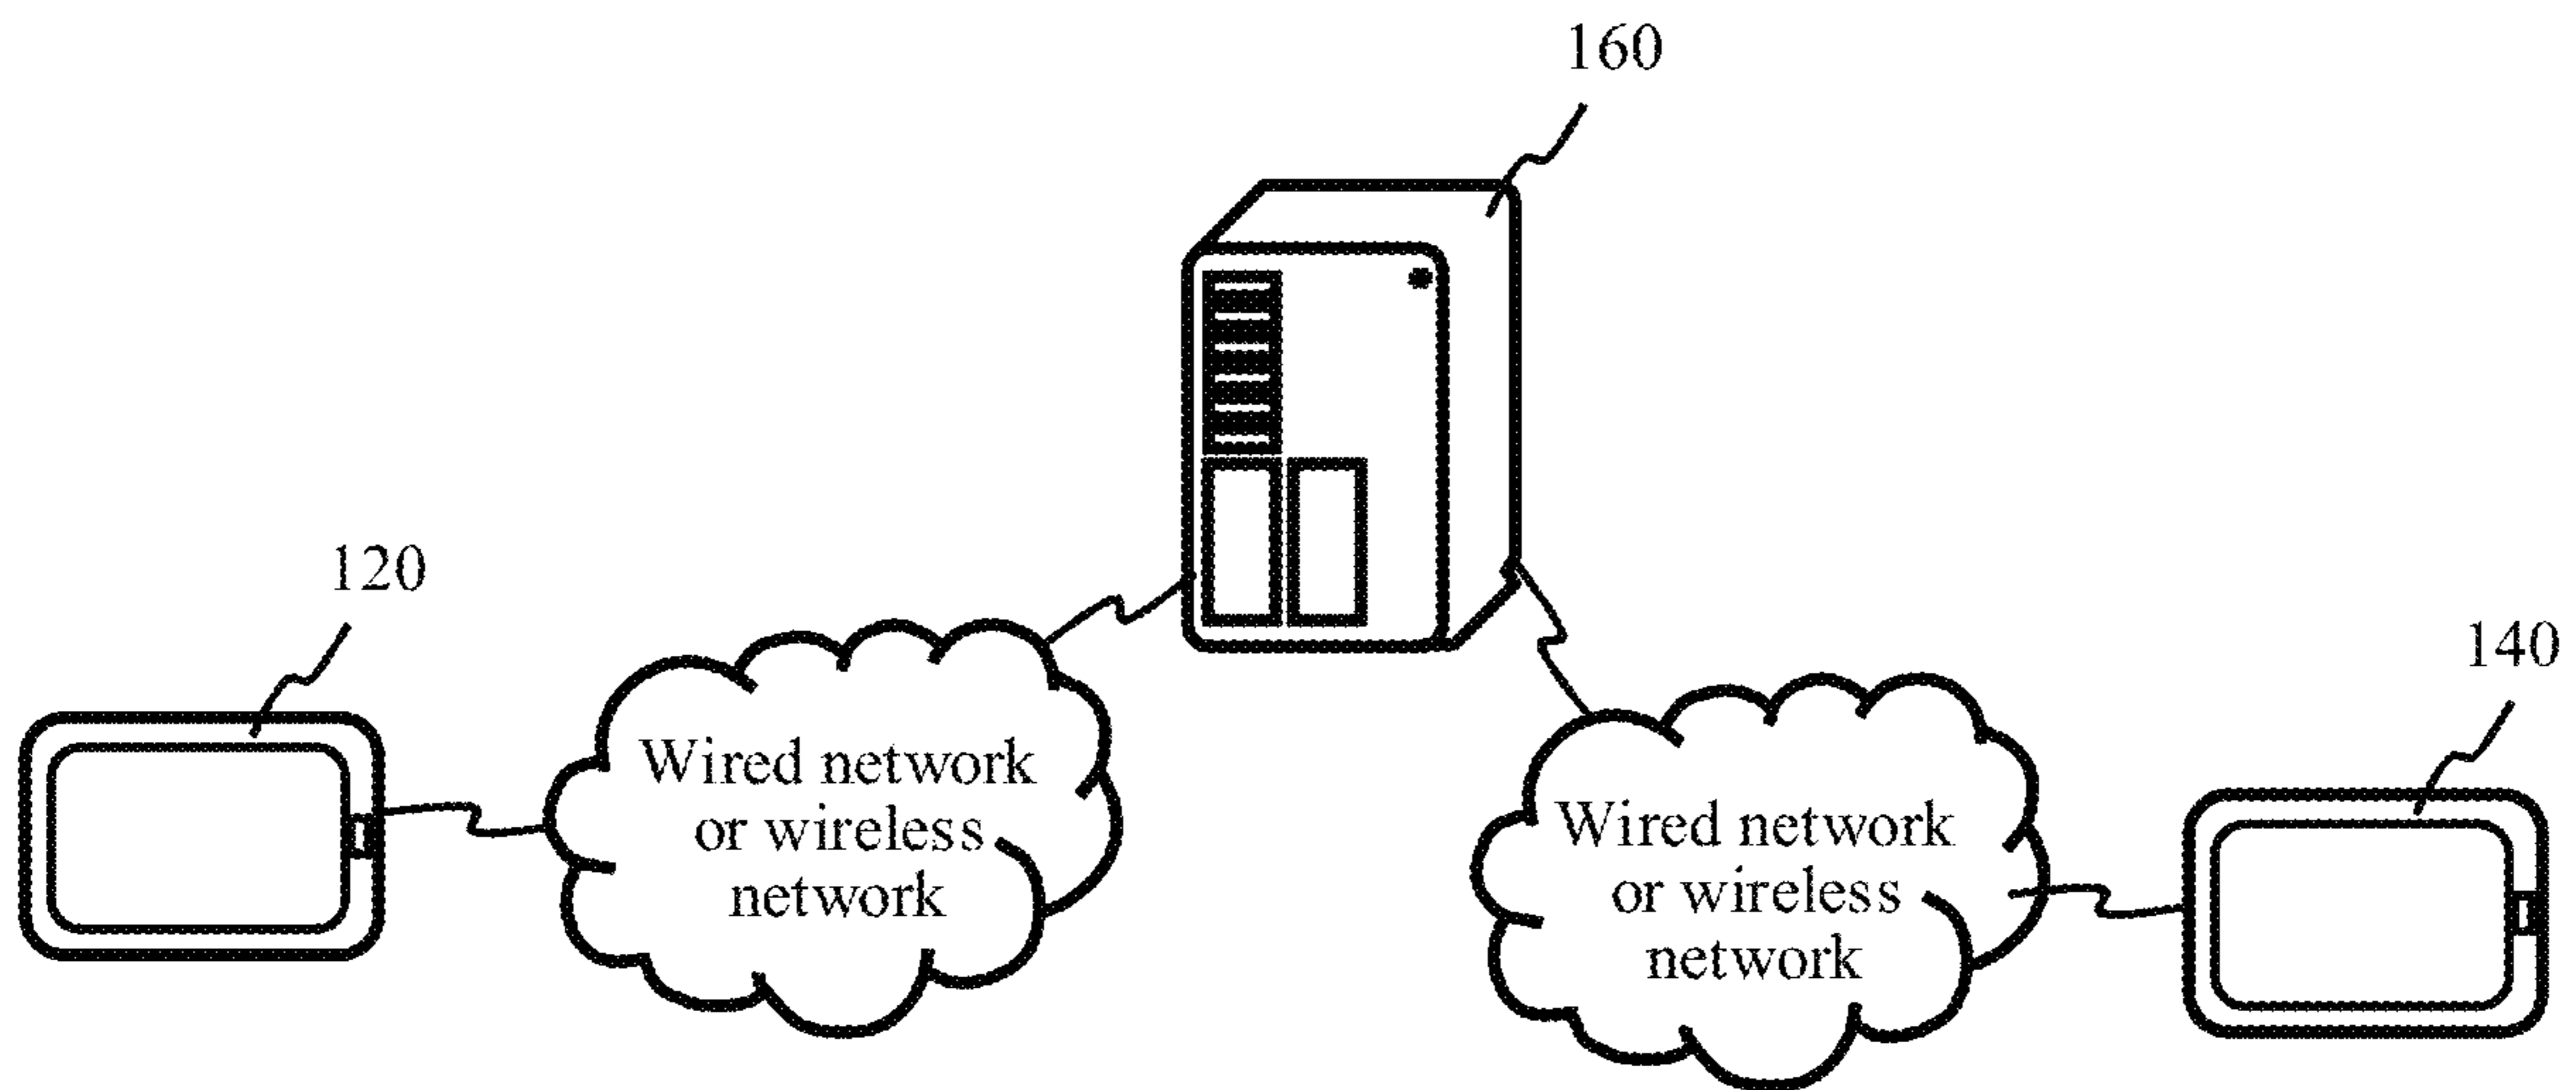 160
120
140
Wired network
or wireless
network
Wired network
or wireless
network